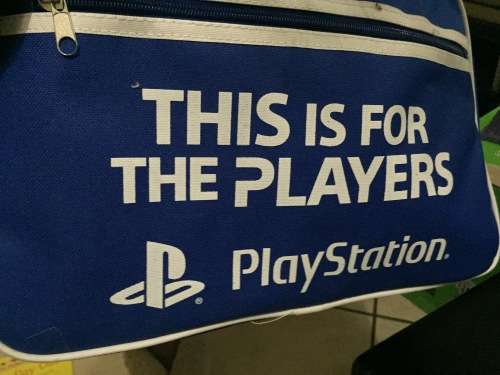 THIS IS FOR
THE PLAYERS
PlayStation.